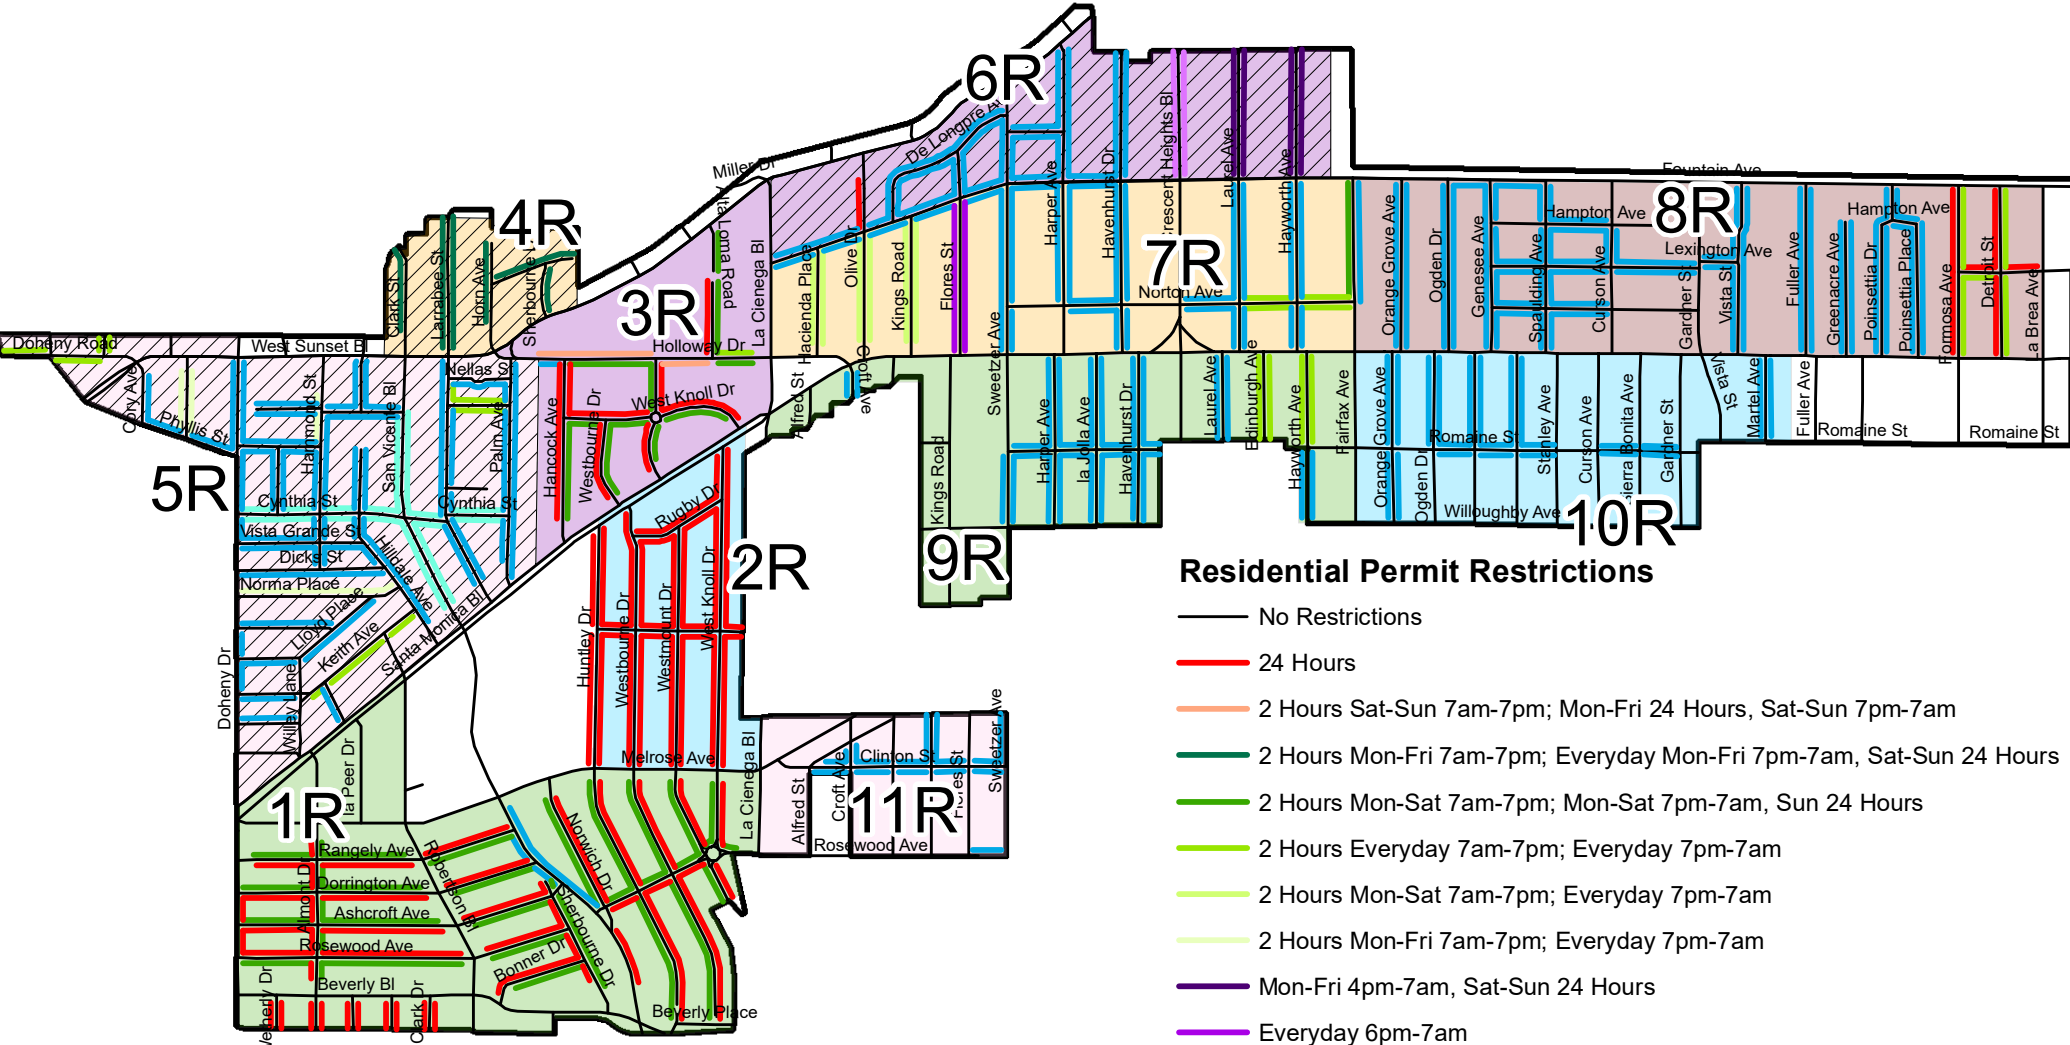 6R
Miller Dr
De Longpre A
Fountain Ave
4R
Clark St
Larrabee St
Horn Ave
Sherbourne
Alta Loma Road
La Cienega Bl
Hacienda Place
Olive Dr
Kings Road
Flores St
Sweetzer Ave
Harper Ave
Havenhurst Dr
Crescent Heights Bl
Laurel Ave
Hayworth Ave
7R
Norton Ave
8R
Orange Grove Ave
Ogden Dr
Genesee Ave
Hampton Ave
Spaulding Ave
Curson Ave
Lexington Ave
Gardner St
Vista St
Fuller Ave
Greenacre Ave
Hampton Ave
Poinsettia Dr
Poinsettia Place
Formosa Ave
Detroit St
La Brea Ave
3R
Doheny Road
West Sunset Bl
Holloway Dr
Nellas St
Cory Ave
Phyllis St
Hammond St
San Vicente Bl
Palm Ave
Hancock Ave
Westbourne Dr
West Knoll Dr
Alfred St
Croft Ave
5R
Cynthia St
Cynthia St
Vista Grande St
Dicks St
Norma Place
Hilldale Ave
Lloyd Place
Keith Ave
Santa Monica Bl
Doheny Dr
Willey Lane
Rugby Dr
2R
Huntley Dr
Westbourne Dr
Westmount Dr
West Knoll Dr
Melrose Ave
La Cienega Bl
Kings Road
9R
Harper Ave
la Jolla Ave
Havenhurst Dr
Laurel Ave
Edinburgh Ave
Hayworth Ave
Fairfax Ave
Orange Grove Ave
Ogden Dr
Romaine St
Stanley Ave
Curson Ave
Sierra Bonita Ave
Gardner St
Vista St
Martel Ave
Fuller Ave
Romaine St
Romaine St
Willoughby Ave
10R
Clinton St
Croft Ave
Alfred St
11R
Flores St
Sweetzer Ave
Rosewood Ave
la Peer Dr
1R
Rangely Ave
Dorrington Ave
Almont Dr
Ashcroft Ave
Rosewood Ave
Robertson Bl
Norwich Dr
Sherbourne Dr
Bonner Dr
Beverly Bl
Clark Dr
Beverly Place
Residential Permit Restrictions
No Restrictions
24 Hours
2 Hours Sat-Sun 7am-7pm; Mon-Fri 24 Hours, Sat-Sun 7pm-7am
2 Hours Mon-Fri 7am-7pm; Everyday Mon-Fri 7pm-7am, Sat-Sun 24 Hours
2 Hours Mon-Sat 7am-7pm; Mon-Sat 7pm-7am, Sun 24 Hours
2 Hours Everyday 7am-7pm; Everyday 7pm-7am
2 Hours Mon-Sat 7am-7pm; Everyday 7pm-7am
2 Hours Mon-Fri 7am-7pm; Everyday 7pm-7am
Mon-Fri 4pm-7am, Sat-Sun 24 Hours
Everyday 6pm-7am